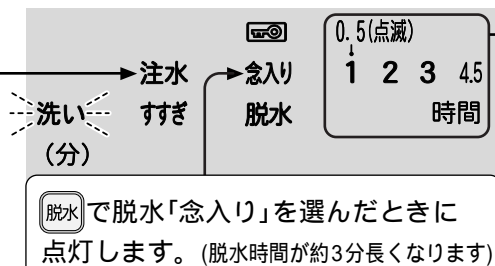 0.5(点滅)
注水 念入り 1 2 3 4.5
洗い すすぎ 脱水 時間
(分)
脱水で脱水「念入り」を選んだときに
点灯します。(脱水時間が約3分長くなります)